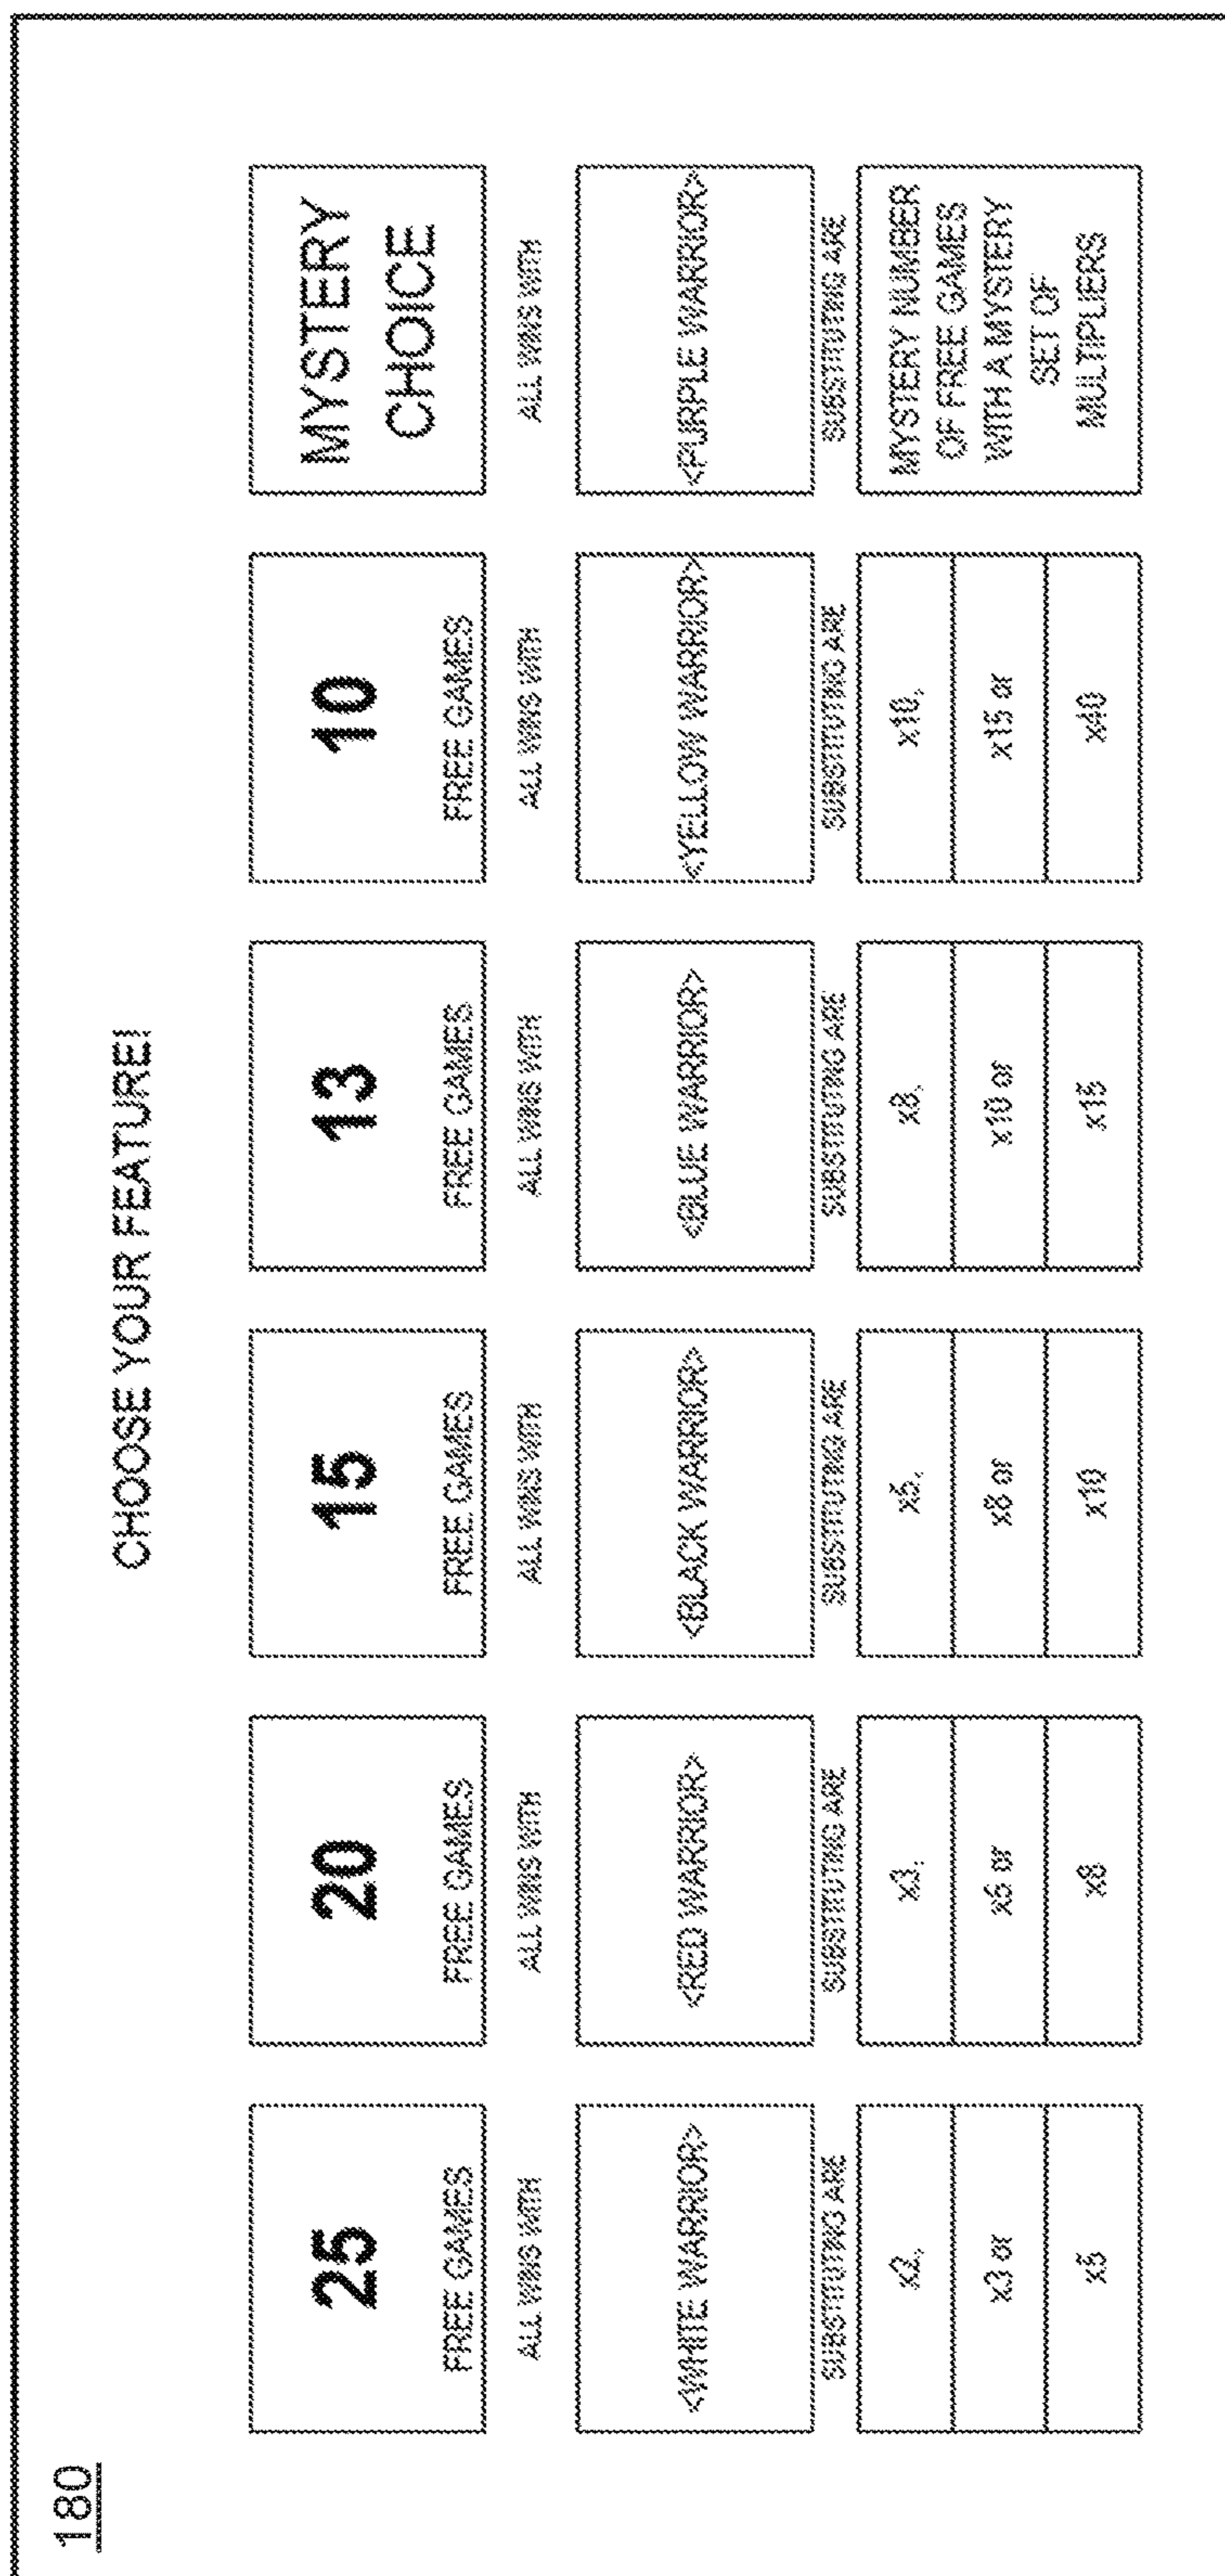 180
CHOOSE YOUR FEATURE!
25
FREE GAMES
ALL WINS WITH
<WHITE WARRIOR>
SUBSTITUTING ARE
x2,
x3 or
x5
20
FREE GAMES
ALL WINS WITH
<RED WARRIOR>
SUBSTITUTING ARE
x3,
x5 or
x8
15
FREE GAMES
ALL WINS WITH
<BLACK WARRIOR>
SUBSTITUTING ARE
x5,
x8 or
x10
13
FREE GAMES
ALL WINS WITH
<BLUE WARRIOR>
SUBSTITUTING ARE
x8,
x10 or
x15
10
FREE GAMES
ALL WINS WITH
<YELLOW WARRIOR>
SUBSTITUTING ARE
x10,
x15 or
x40
MYSTERY
CHOICE
ALL WINS WITH
<PURPLE WARRIOR>
SUBSTITUTING ARE
MYSTERY NUMBER
OF FREE GAMES
WITH A MYSTERY
SET OF
MULTIPLIERS